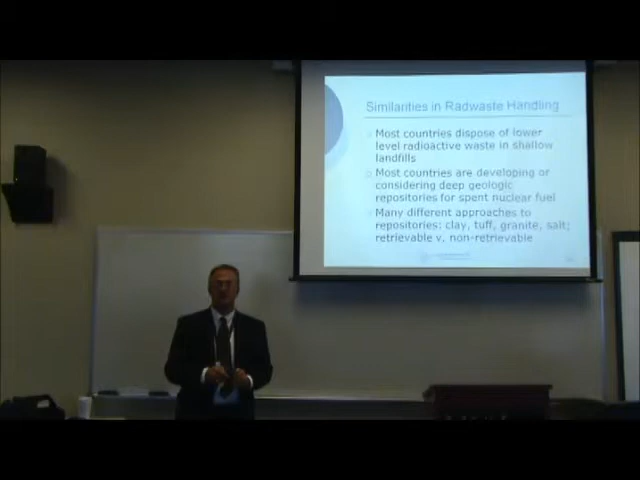 Similarities in Radwaste Handling
Most countries dispose of lower
level radioactive waste in shallow
landfills
Most countries are developing or
considering deep geologic
repositories for spent nuclear fuel
Many different approaches to
repositories: clay, tuff, granite, salt;
retrievable v. non-retrievable